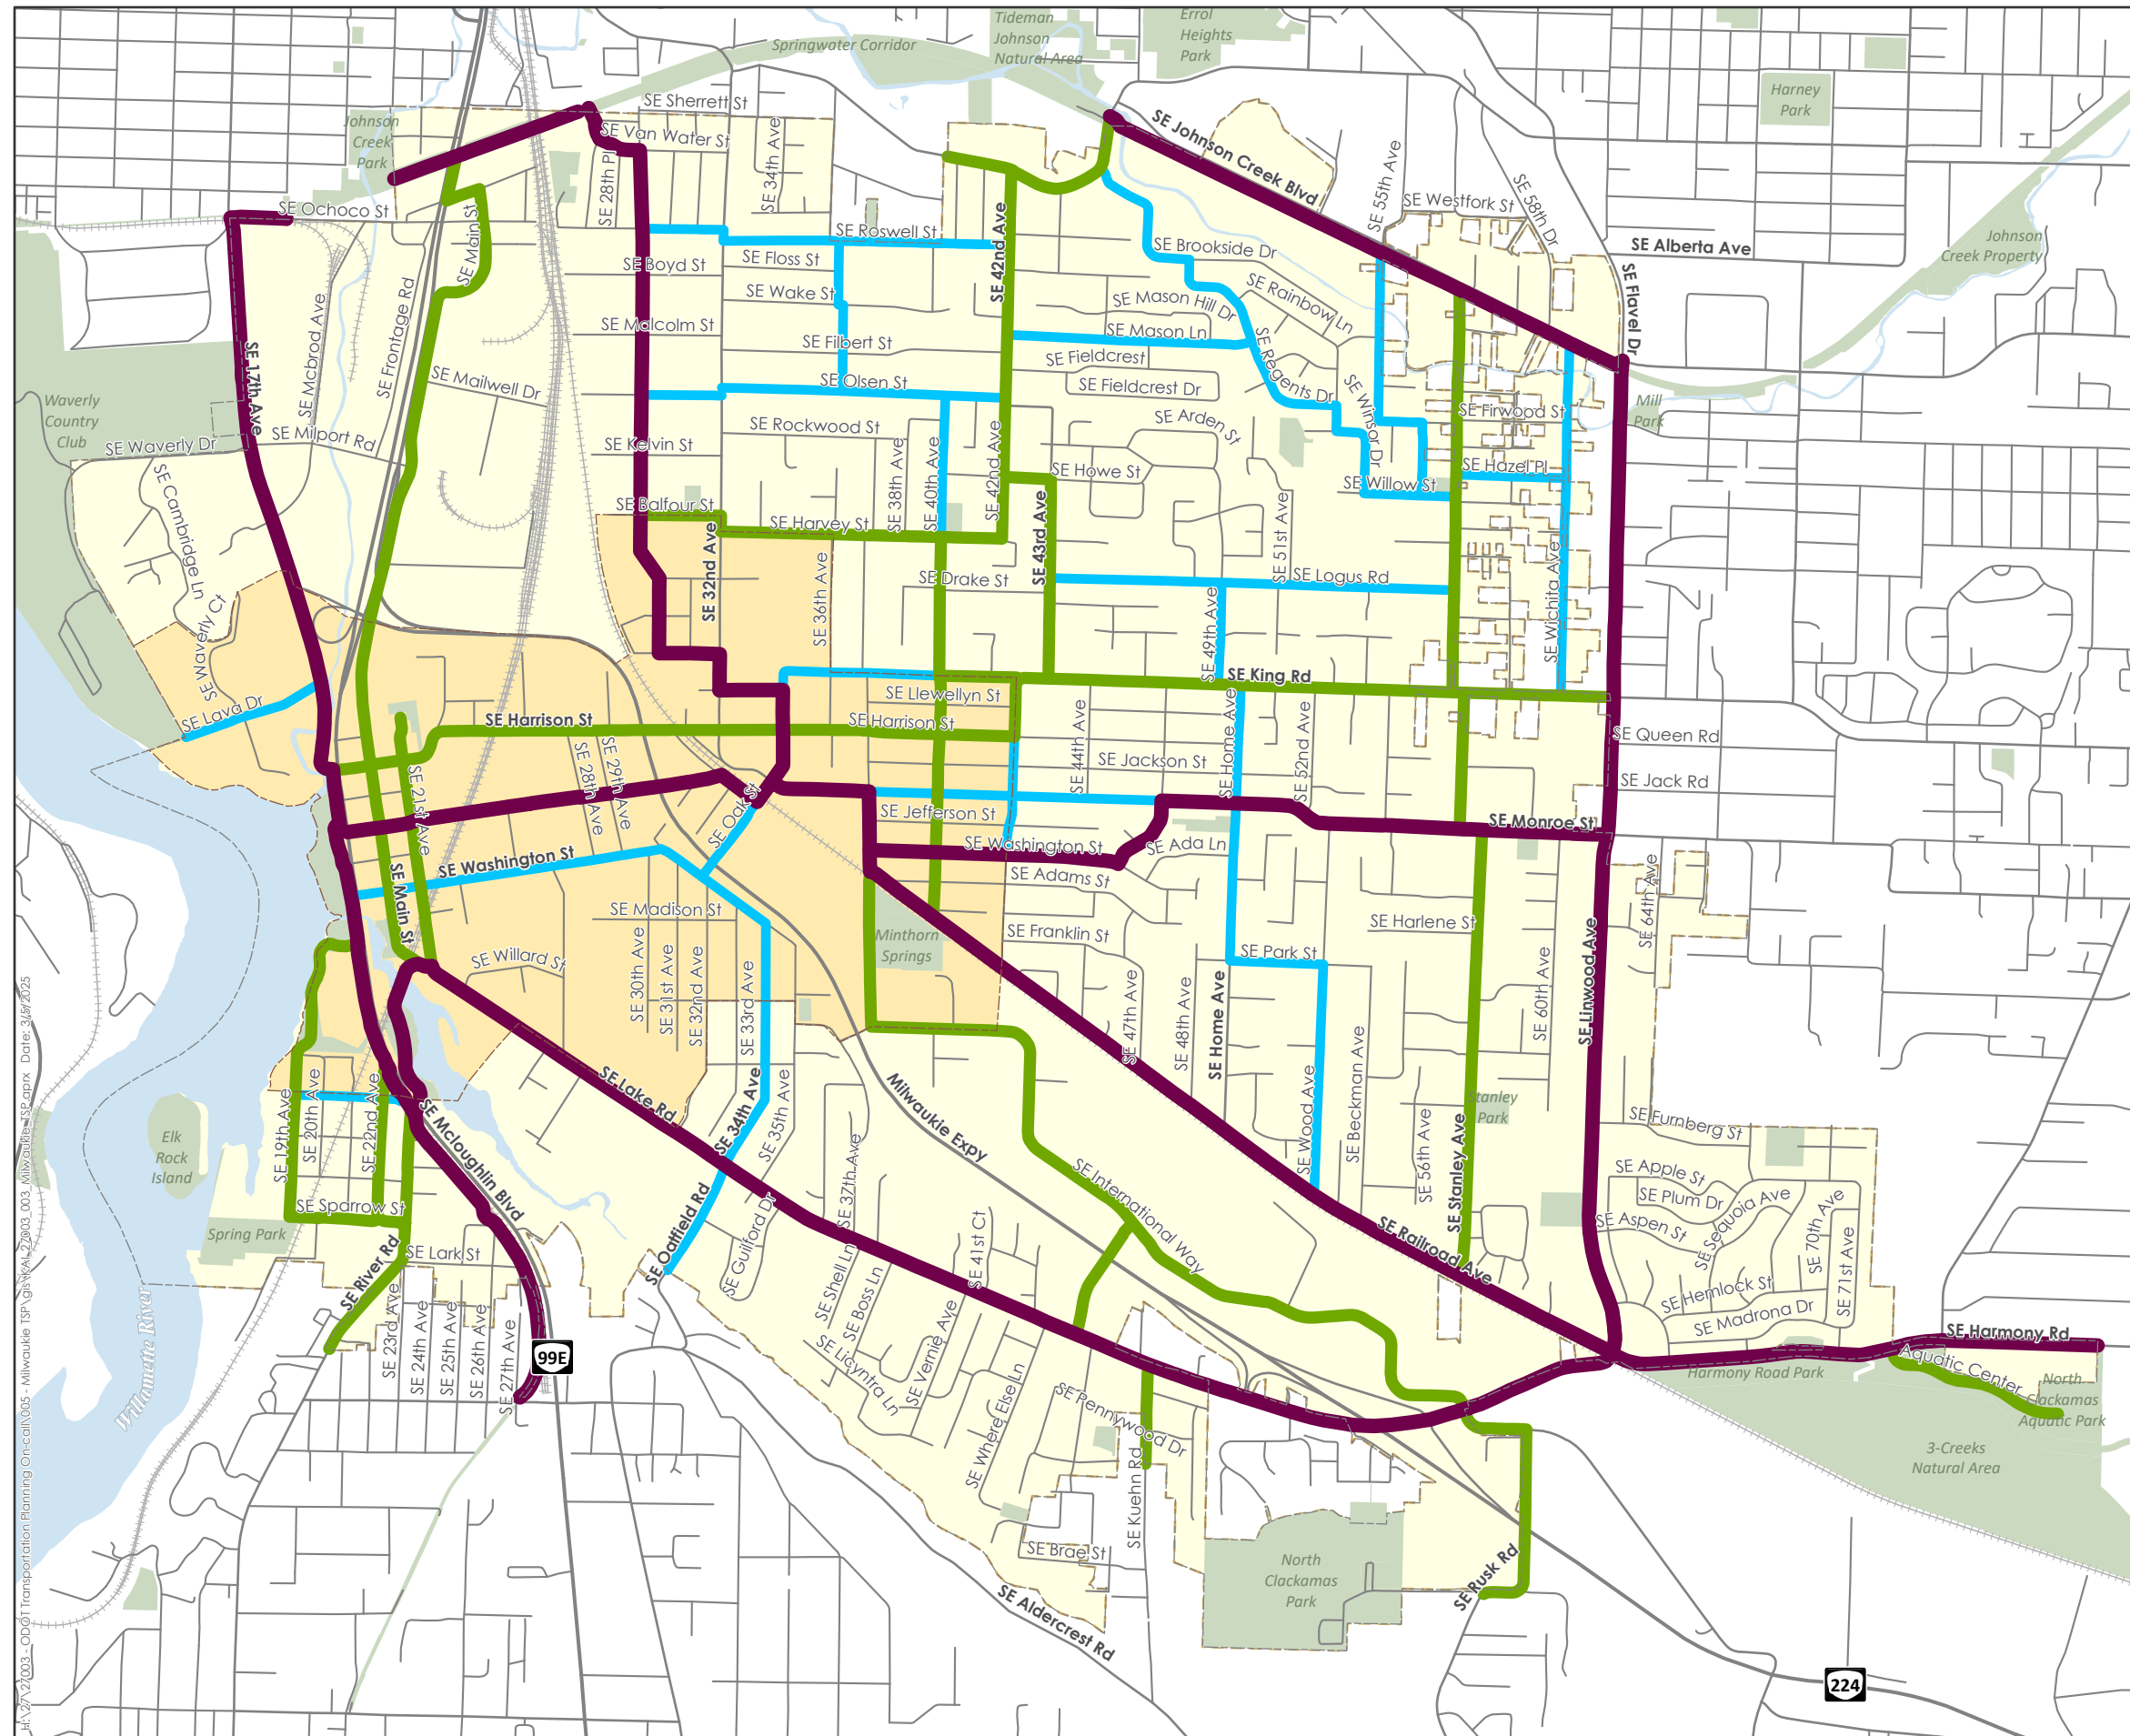 Tideman
Johnson
Natural Area
Errol
Heights
Park
Springwater Corridor
Harney
Park
Johnson
Creek
Park
SE Sherrett St
SE Van Water St
SE 28th Pl
SE 34th Ave
SE Johnson Creek Blvd
SE 55th Ave
SE Westfork St
SE 58th Dr
SE Alberta Ave
SE Flavel Dr
Johnson
Creek Property
SE Ochoco St
SE Main St
SE Roswell St
SE Boyd St
SE Floss St
SE Wake St
SE Malcolm St
SE Filbert St
SE Olsen St
SE 42nd Ave
SE Brookside Dr
SE Rainbow Ln
SE Mason Hill Dr
SE Mason Ln
SE Fieldcrest
SE Fieldcrest Dr
SE Regents Dr
SE Winsor Dr
SE Arden St
SE Firwood St
SE Hazel Pl
SE Willow St
Mill
Park
SE 17th Ave
SE Mcbrod Ave
SE Frontage Rd
SE Mailwell Dr
SE Milport Rd
SE Waverly Dr
Waverly
Country
Club
SE Cambridge Ln
SE Waverly Ct
SE Lava Dr
SE Rockwood St
SE Kelvin St
SE Balfour St
SE Harvey St
SE 38th Ave
SE 40th Ave
SE 42nd Ave
SE Howe St
SE 43rd Ave
SE 51st Ave
SE Logus Rd
SE 49th Ave
SE Wichita Ave
SE 32nd Ave
SE 36th Ave
SE Drake St
SE King Rd
SE Llewellyn St
SE Harrison St
SE Harrison St
SE 28th Ave
SE 29th Ave
SE 21st Ave
SE Oak St
SE Jefferson St
SE Washington St
SE Washington St
SE Main St
SE 44th Ave
SE Jackson St
SE Home Ave
SE 52nd Ave
SE Queen Rd
SE Jack Rd
SE Monroe St
SE Ada Ln
SE Adams St
SE Franklin St
SE Harlene St
SE Park St
SE 64th Ave
SE Madison St
SE Willard St
SE 30th Ave
SE 31st Ave
SE 32nd Ave
SE 33rd Ave
Minthorn
Springs
SE 47th Ave
SE 48th Ave
SE Home Ave
SE 60th Ave
SE Linwood Ave
SE Wood Ave
SE Beckman Ave
SE 56th Ave
SE Stanley Ave
Stanley
Park
SE Lake Rd
SE 34th Ave
SE 35th Ave
SE 37th Ave
Milwaukie Expy
SE 19th Ave
SE 20th Ave
SE 22nd Ave
SE Mcloughlin Blvd
Elk
Rock
Island
Spring Park
SE Sparrow St
SE River Rd
SE Lark St
SE 23rd Ave
SE 24th Ave
SE 25th Ave
SE 26th Ave
SE 27th Ave
99E
Willamette River
SE Oatfield Rd
SE Guilford Dr
SE Shell Ln
SE Boss Ln
SE Licyntra Ln
SE Vernie Ave
SE 41st Ct
SE Where Else Ln
SE International Way
SE Railroad Ave
SE Pennywood Dr
SE Kuehn Rd
SE Brae St
SE Aldercrest Rd
North
Clackamas
Park
SE Rusk Rd
SE Furnberg St
SE Apple St
SE Plum Dr
SE Aspen St
SE Sequoia Ave
SE 70th Ave
SE 71st Ave
SE Hemlock St
SE Madrona Dr
SE Harmony Rd
Harmony Road Park
Aquatic Center
North
Clackamas
Aquatic Park
3-Creeks
Natural Area
224
H:\27\27003 - ODOT Transportation Planning On-call\005 - Milwaukie TSP\gis\KAI_27003_003_Milwaukie_TSP.aprx Date: 3/5/2025